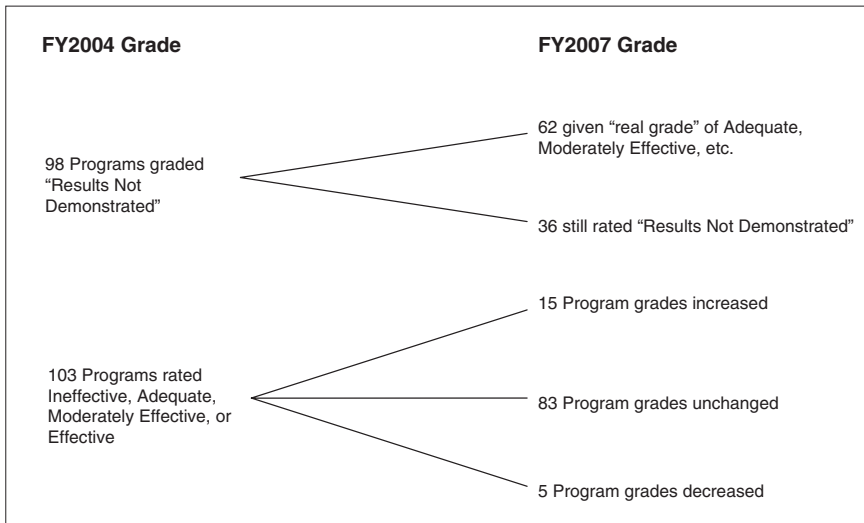 FY2004 Grade
FY2007 Grade
98 Programs graded
“Results Not
Demonstrated”
62 given “real grade” of Adequate,
Moderately Effective, etc.
36 still rated “Results Not Demonstrated”
103 Programs rated
Ineffective, Adequate,
Moderately Effective, or
Effective
15 Program grades increased
83 Program grades unchanged
5 Program grades decreased